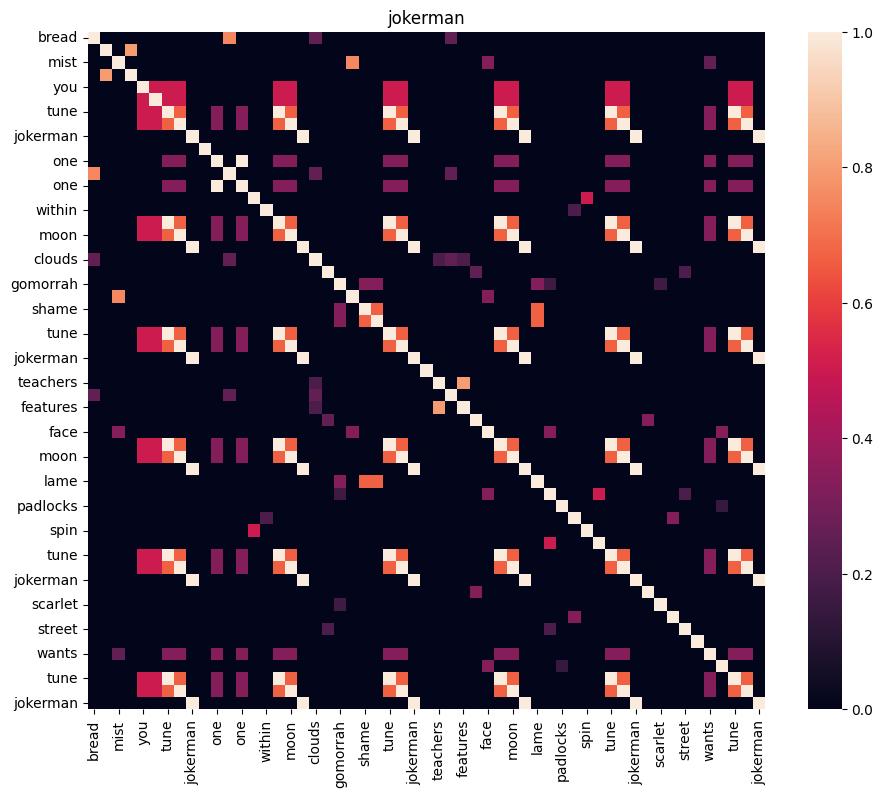 jokerman
bread
mist
you
tune
jokerman
one
one
within
moon
clouds
gomorrah
shame
tune
jokerman
teachers
features
face
moon
lame
padlocks
spin
tune
jokerman
scarlet
street
wants
tune
jokerman
bread
mist
you
tune
jokerman
one
one
within
moon
clouds
gomorrah
shame
tune
jokerman
teachers
features
face
moon
lame
padlocks
spin
tune
jokerman
scarlet
street
wants
tune
jokerman
1.0
0.8
0.6
0.4
0.2
0.0